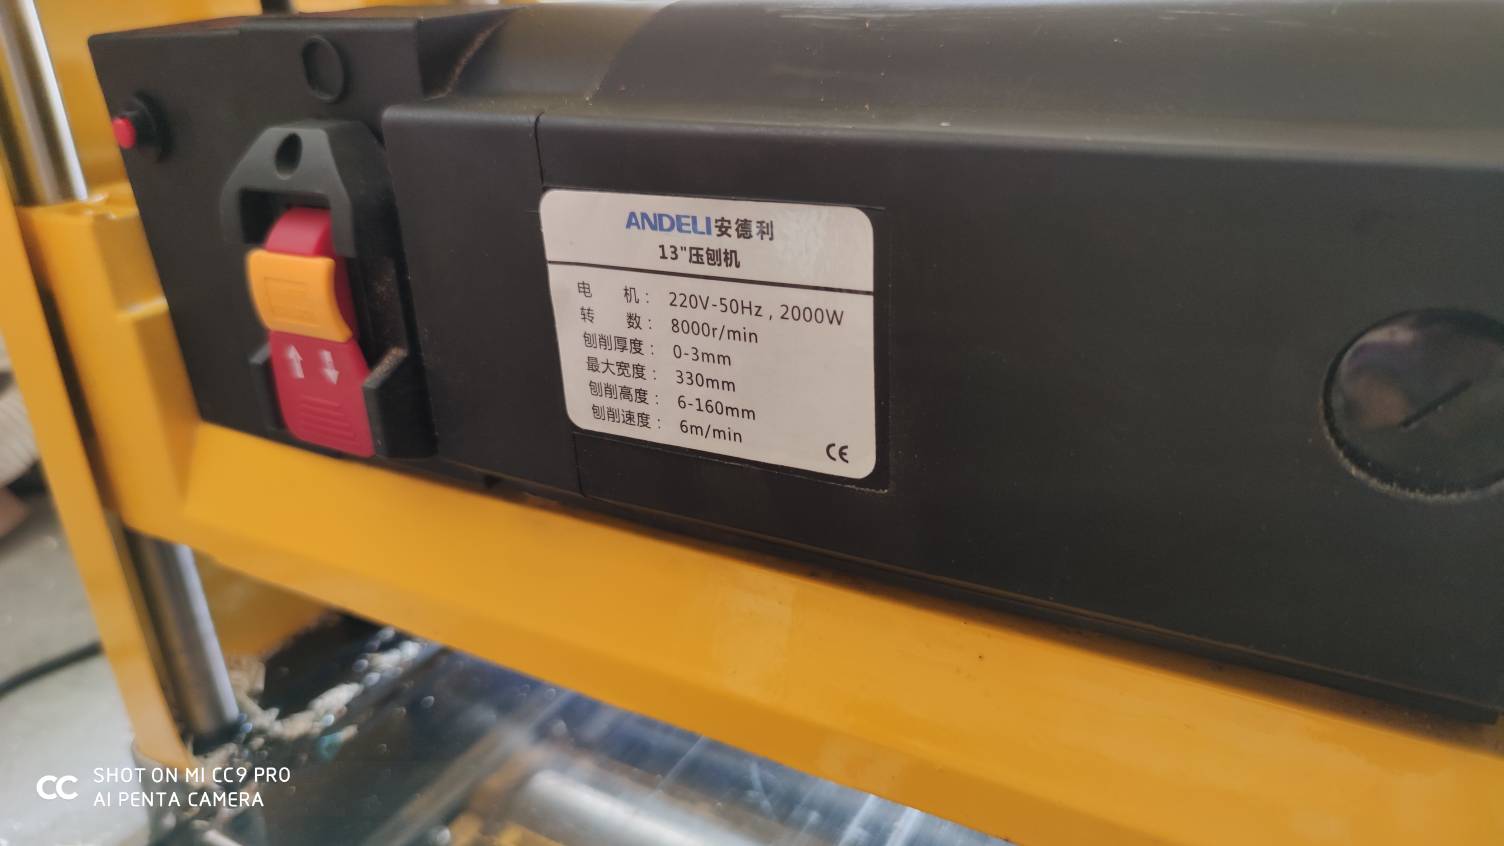 ANDELI安德利
13"压刨机
电 机： 220V-50Hz , 2000W
转 数： 8000r/min
刨削厚度： 0-3mm
最大宽度： 330mm
刨削高度： 6-160mm
刨削速度： 6m/min
CE
CC SHOT ON MI CC9 PRO
AI PENTA CAMERA